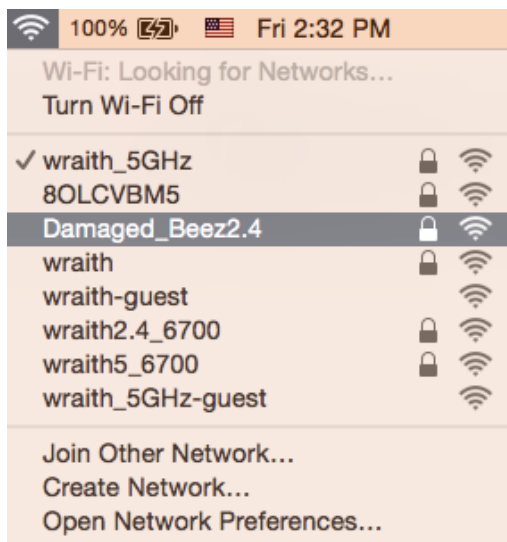 100% Fri 2:32 PM
Wi-Fi: Looking for Networks...
Turn Wi-Fi Off
wraith_5GHz
8OLCVBM5
Damaged_Beez2.4
wraith
wraith-guest
wraith2.4_6700
wraith5_6700
wraith_5GHz-guest
Join Other Network...
Create Network...
Open Network Preferences...